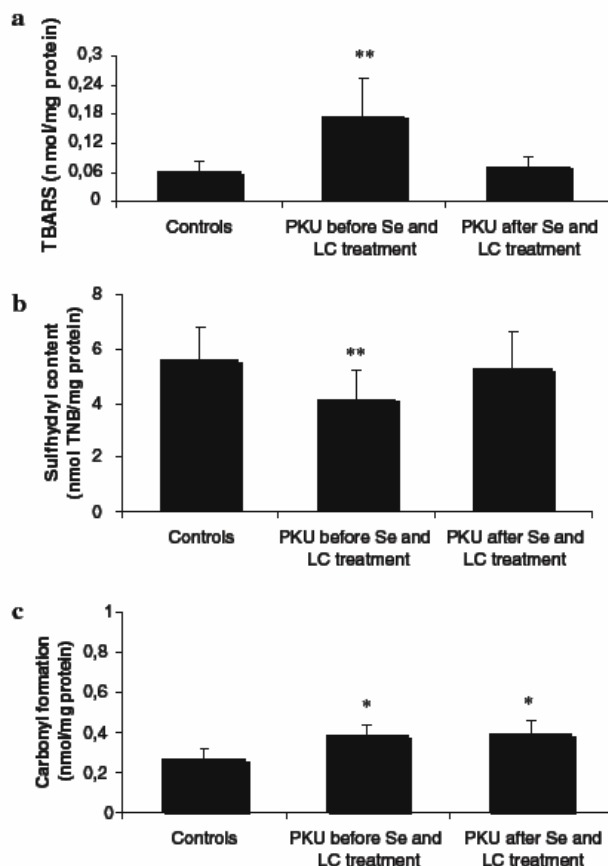 a
TBARS (nmol/mg protein)
0,3
0,24
0,18
0,12
0,06
0
**
Controls
PKU before Se and
LC treatment
PKU after Se and
LC treatment
b
Sulfhydryl content
(nmol TNB/mg protein)
8
6
4
2
0
**
Controls
PKU before Se and
LC treatment
PKU after Se and
LC treatment
c
Carbonyl formation
(nmol/mg protein)
1
0,8
0,6
0,4
0,2
0
*
*
Controls
PKU before Se and
LC treatment
PKU after Se and
LC treatment